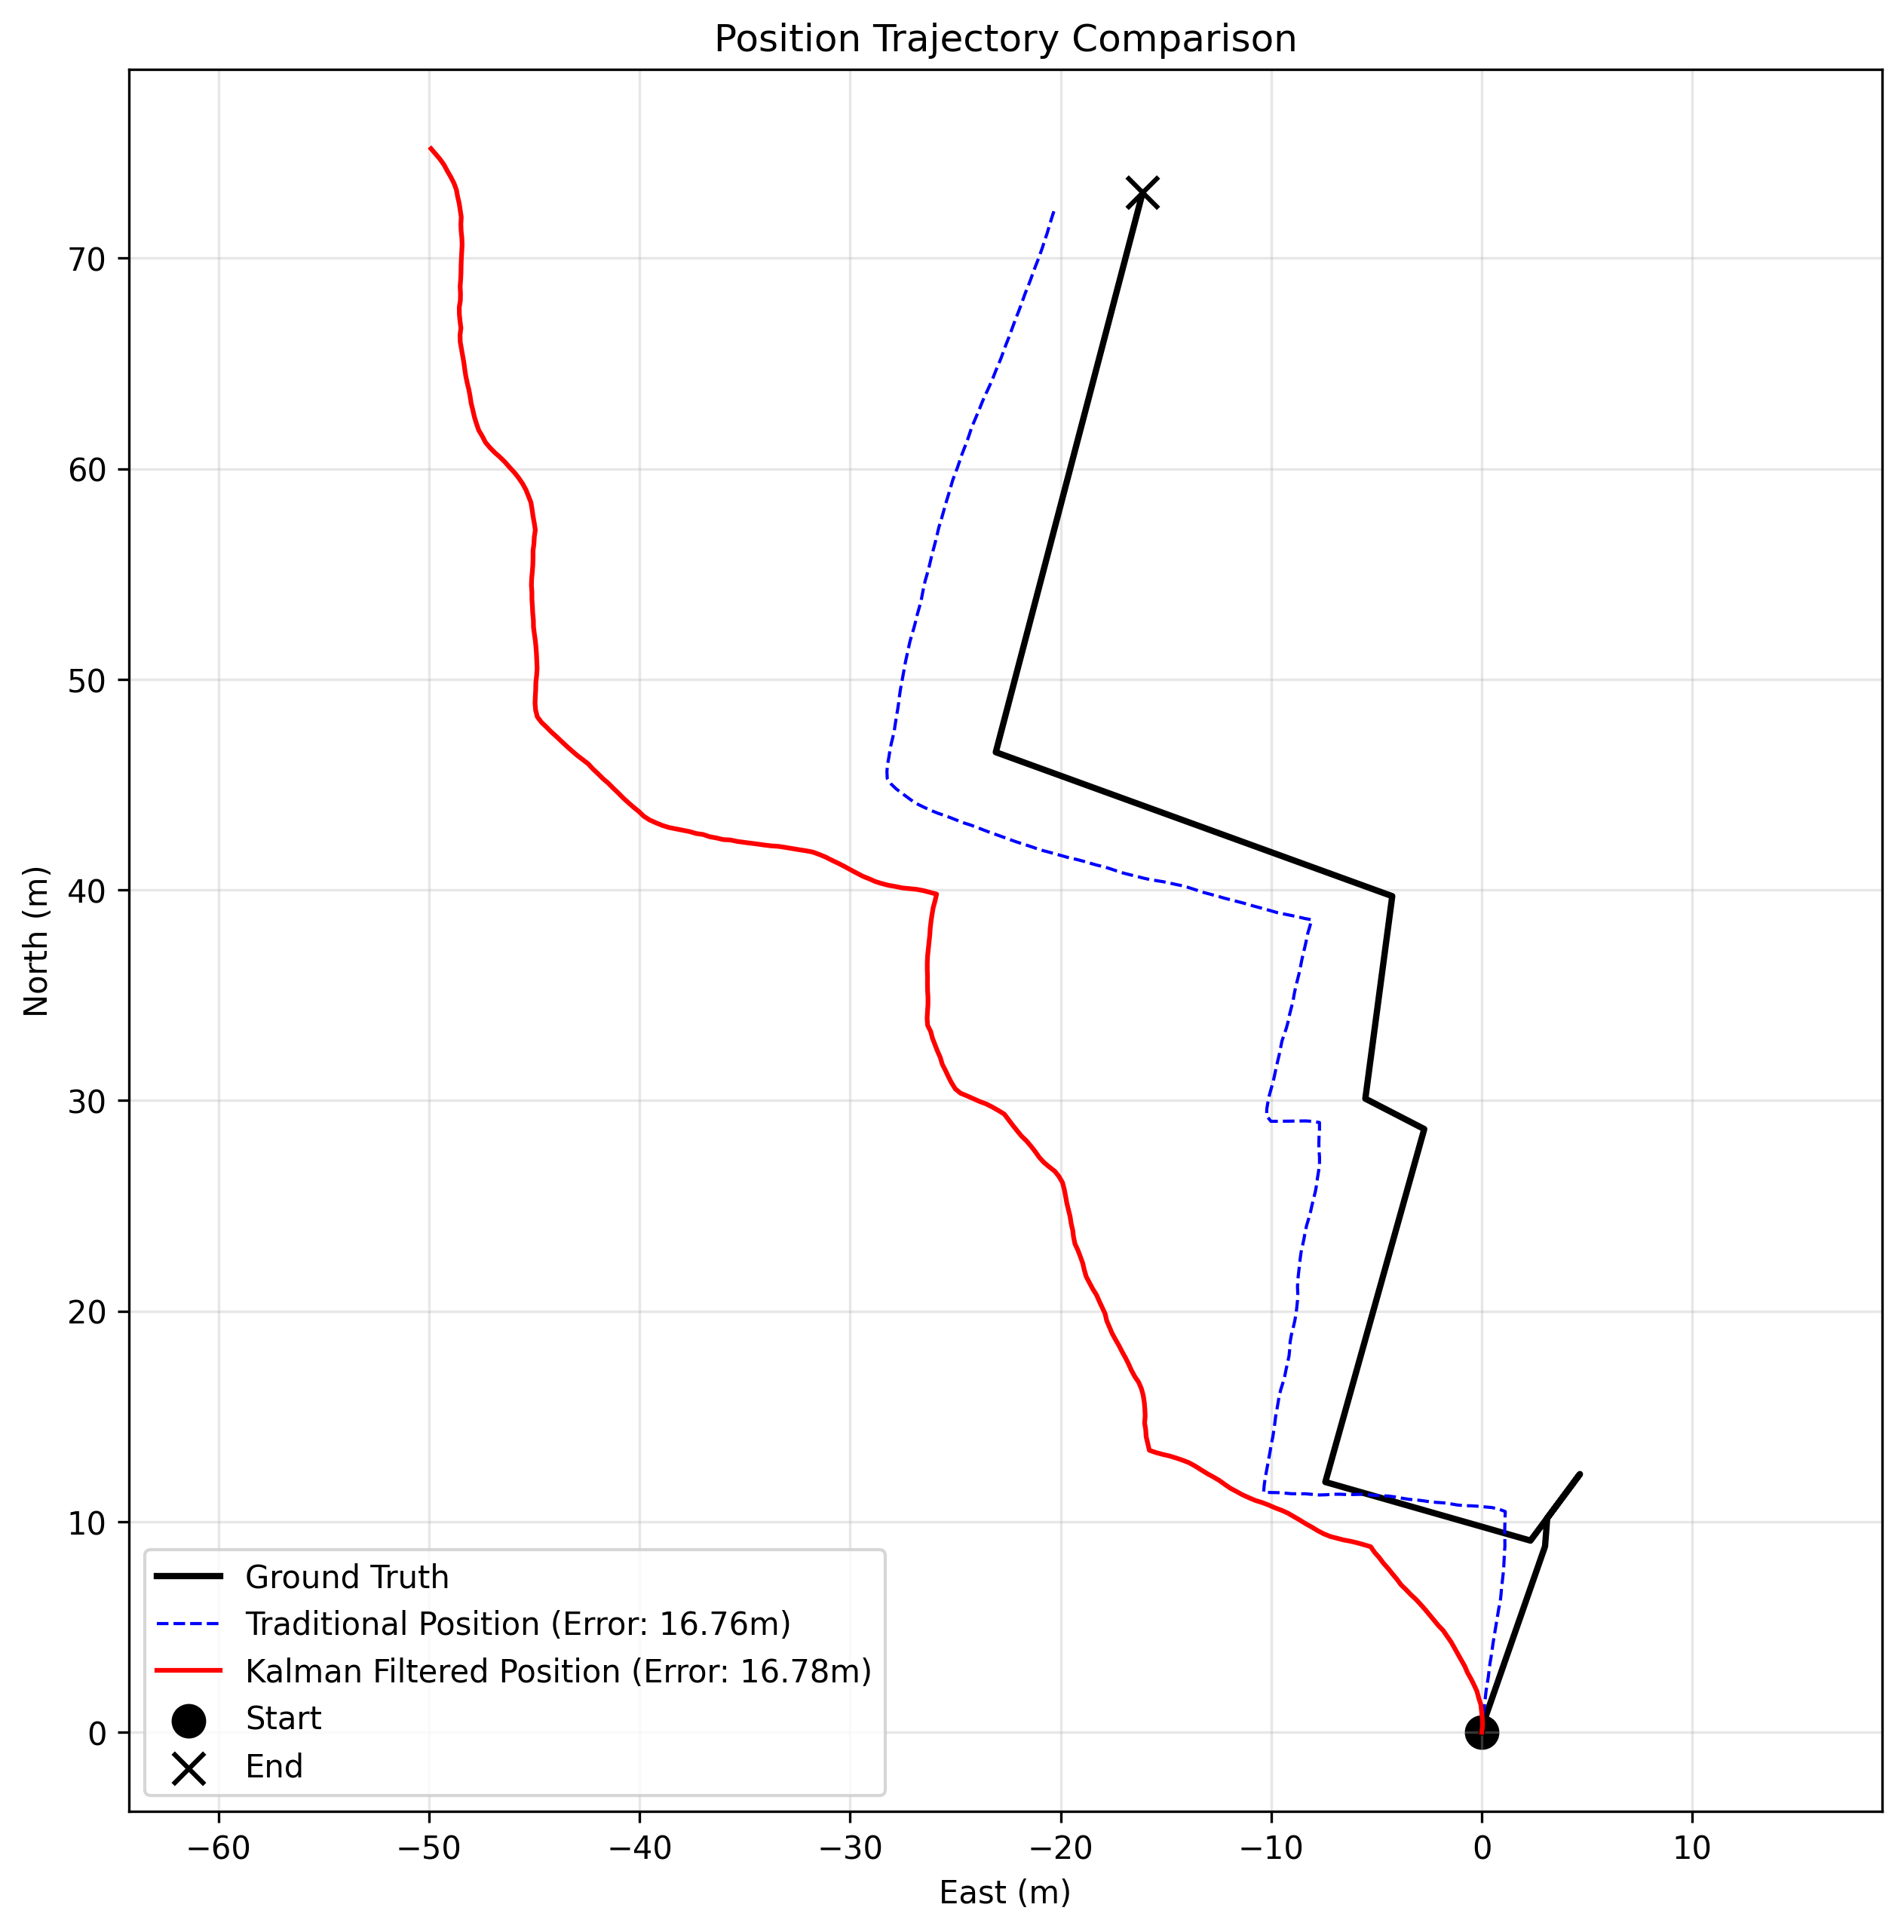 Position Trajectory Comparison
North (m)
70
60
50
40
30
20
10
0
Ground Truth
Traditional Position (Error: 16.76m)
Kalman Filtered Position (Error: 16.78m)
Start
End
−60 −50 −40 −30 −20 −10 0 10
East (m)